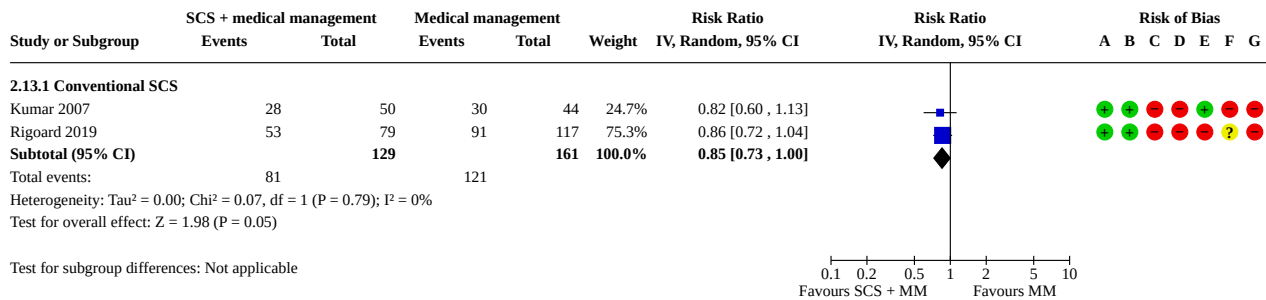 SCS + medical management Medical management Risk Ratio Risk Ratio Risk of Bias
Study or Subgroup Events Total Events Total Weight IV, Random, 95% CI IV, Random, 95% CI A B C D E F G
2.13.1 Conventional SCS
Kumar 2007 28 50 30 44 24.7% 0.82 [0.60 , 1.13] + + − − + − −
Rigoard 2019 53 79 91 117 75.3% 0.86 [0.72 , 1.04] + + − − − ? −
Subtotal (95% CI) 129 161 100.0% 0.85 [0.73 , 1.00]
Total events: 81 121
Heterogeneity: Tau² = 0.00; Chi² = 0.07, df = 1 (P = 0.79); I² = 0%
Test for overall effect: Z = 1.98 (P = 0.05)
Test for subgroup differences: Not applicable
0.1 0.2 0.5 1 2 5 10
Favours SCS + MM Favours MM